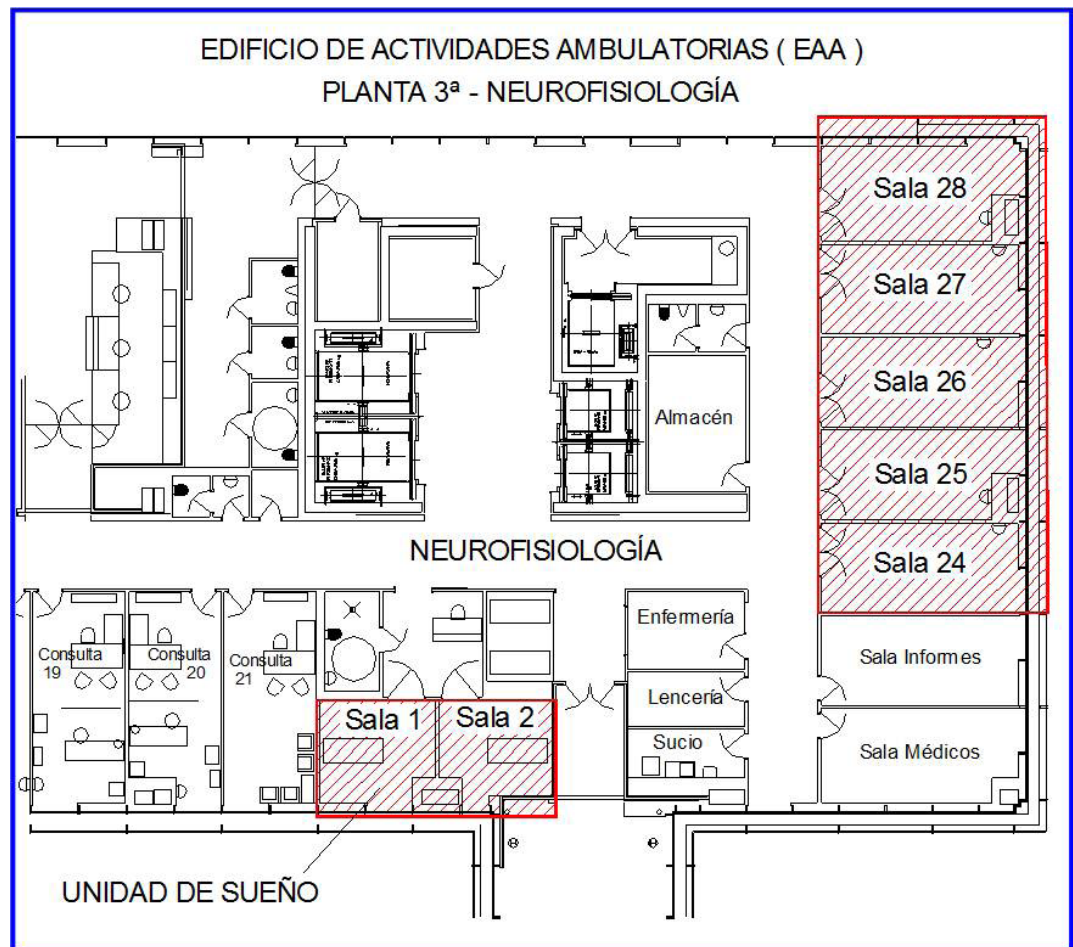 EDIFICIO DE ACTIVIDADES AMBULATORIAS ( EAA )
PLANTA 3ª - NEUROFISIOLOGÍA
Sala 28
Sala 27
Sala 26
Almacén
Sala 25
NEUROFISIOLOGÍA
Sala 24
Enfermería
Consulta
19
Consulta
20
Consulta
21
Sala Informes
Lencería
Sala 1
Sala 2
Sucio
Sala Médicos
UNIDAD DE SUEÑO